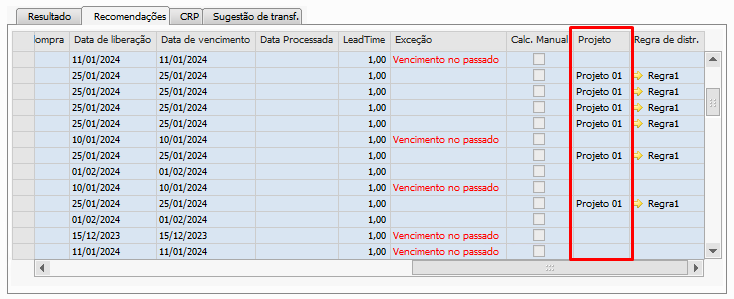 Resultado Recomendações CRP Sugestão de transf.
ompra Data de liberação Data de vencimento Data Processada LeadTime Exceção Calc. Manual Projeto Regra de distr.
11/01/2024 11/01/2024 1,00 Vencimento no passado
25/01/2024 25/01/2024 1,00 Projeto 01 Regra1
25/01/2024 25/01/2024 1,00 Projeto 01 Regra1
25/01/2024 25/01/2024 1,00 Projeto 01 Regra1
25/01/2024 25/01/2024 1,00 Projeto 01 Regra1
10/01/2024 10/01/2024 1,00 Vencimento no passado
25/01/2024 25/01/2024 1,00 Projeto 01 Regra1
01/02/2024 01/02/2024 1,00
10/01/2024 10/01/2024 1,00 Vencimento no passado
25/01/2024 25/01/2024 1,00 Projeto 01 Regra1
01/02/2024 01/02/2024 1,00
15/12/2023 15/12/2023 1,00 Vencimento no passado
11/01/2024 11/01/2024 1,00 Vencimento no passado